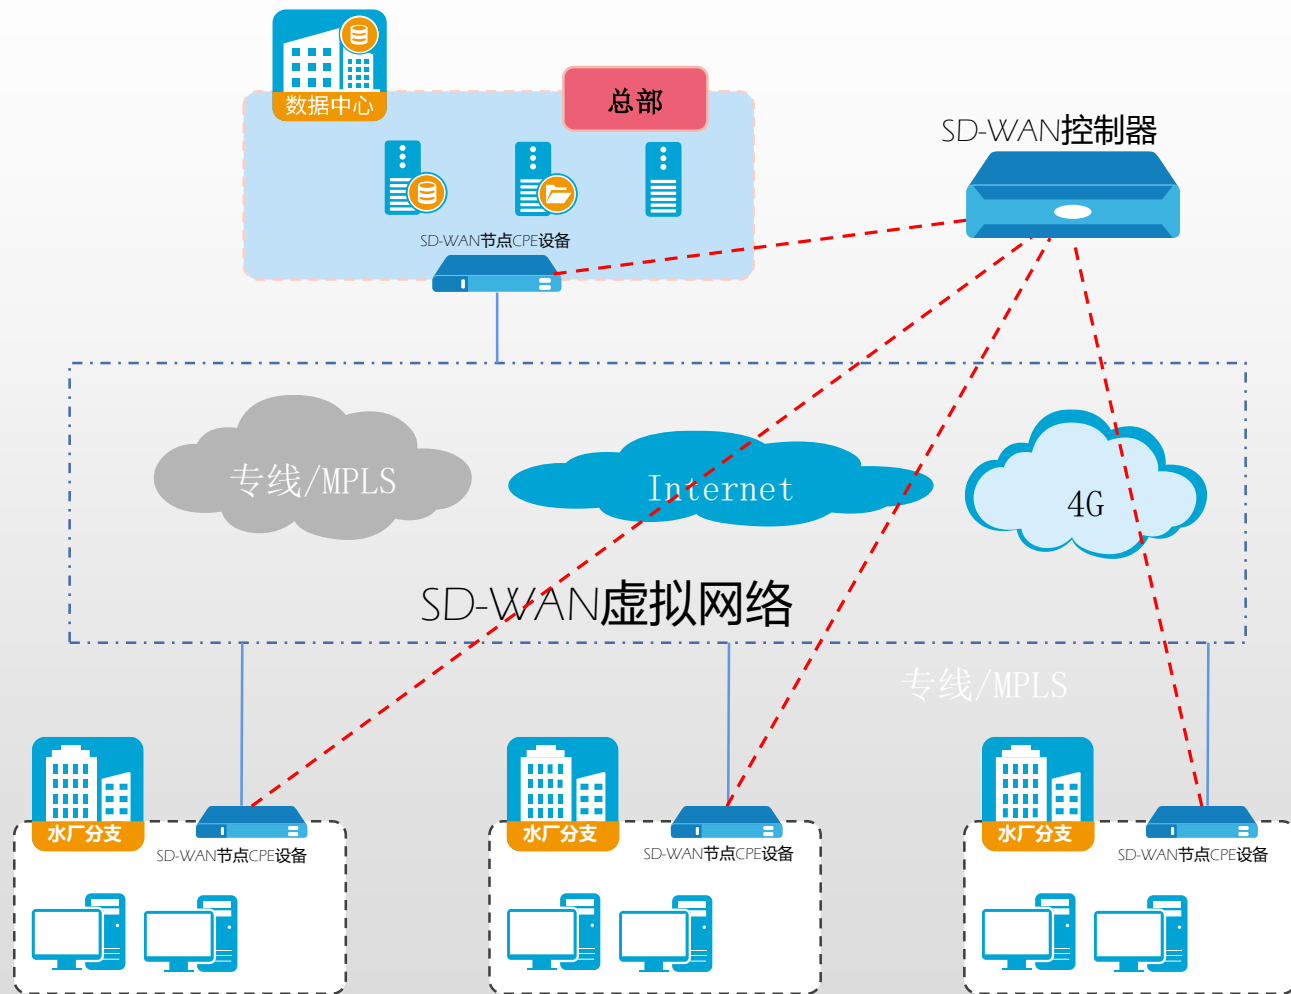 数据中心
总部
SD-WAN控制器
SD-WAN节点CPE设备
专线/MPLS
Internet
4G
SD-WAN虚拟网络
专线/MPLS
水厂分支
SD-WAN节点CPE设备
水厂分支
SD-WAN节点CPE设备
水厂分支
SD-WAN节点CPE设备